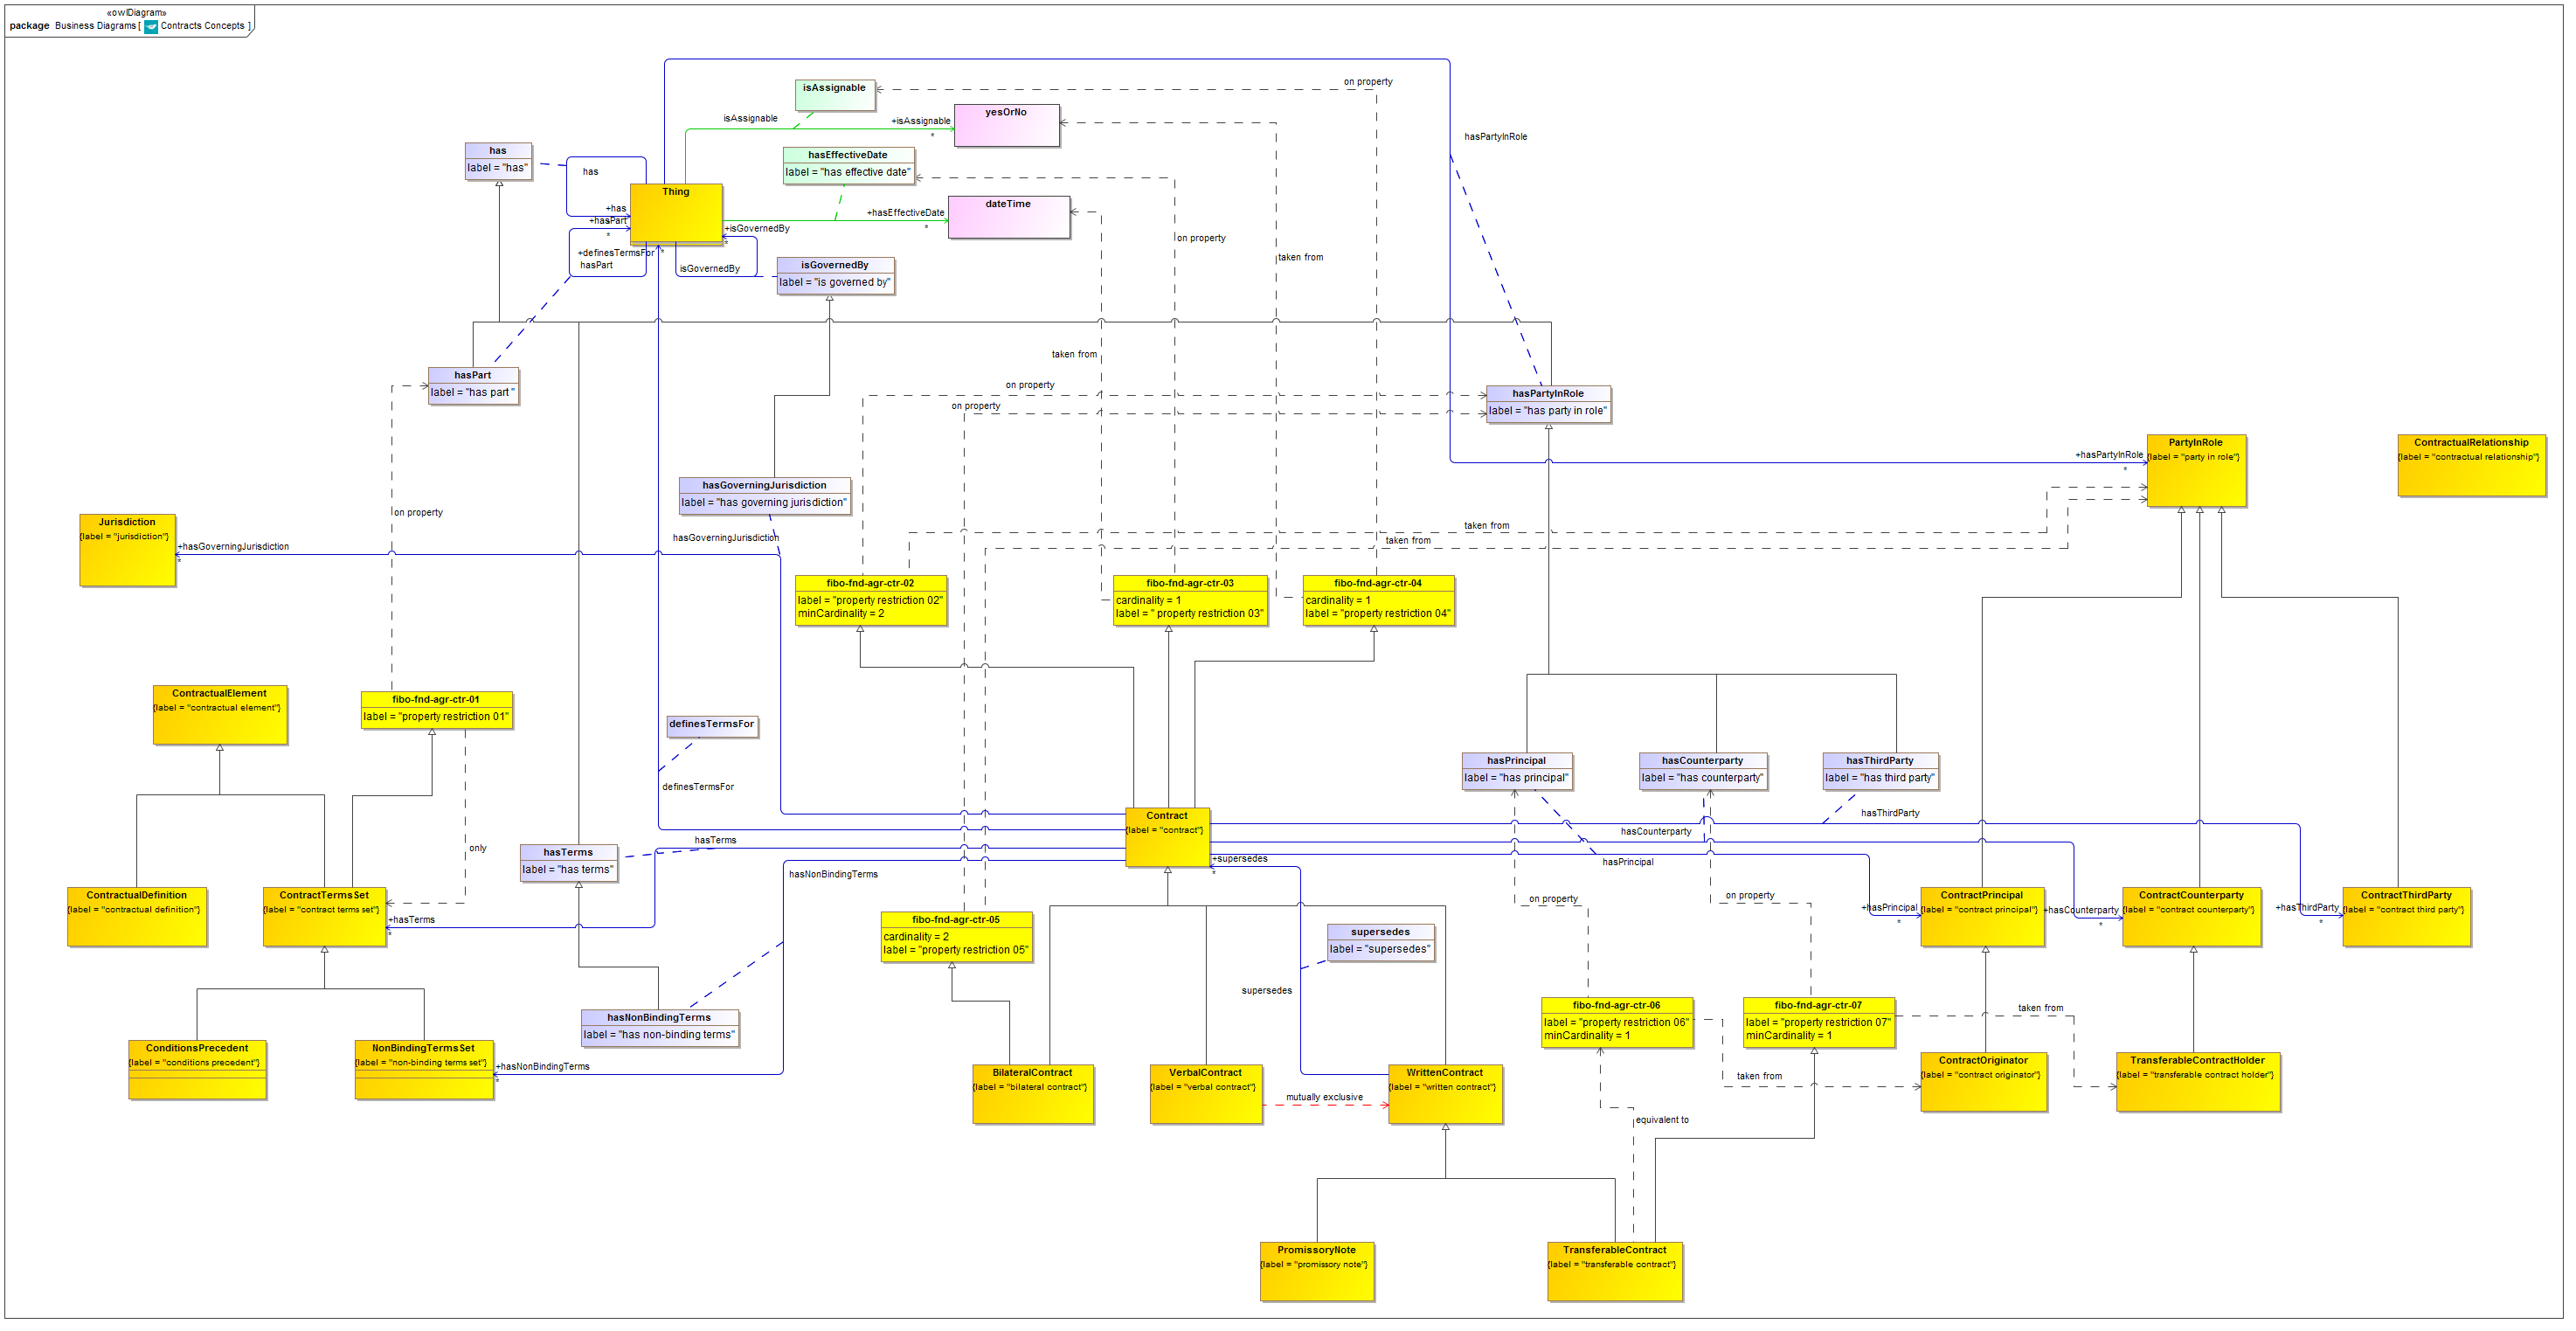 «owlDiagram»
package Business Diagrams [ Contracts Concepts ]
isAssignable
on property
yesOrNo
isAssignable
+isAssignable
*
hasPartyInRole
has
label = "has"
has
hasEffectiveDate
label = "has effective date"
Thing
dateTime
+has
+hasPart
*
+hasEffectiveDate
*
+isGovernedBy
*
on property
+definesTermsFor
*
hasPart
isGovernedBy
isGovernedBy
label = "is governed by"
taken from
taken from
hasPart
label = "has part "
on property
on property
hasPartyInRole
label = "has party in role"
PartyInRole
{label = "party in role"}
ContractualRelationship
{label = "contractual relationship"}
+hasPartyInRole
*
hasGoverningJurisdiction
label = "has governing jurisdiction"
on property
Jurisdiction
{label = "jurisdiction"}
+hasGoverningJurisdiction
*
hasGoverningJurisdiction
taken from
taken from
fibo-fnd-agr-ctr-02
label = "property restriction 02"
minCardinality = 2
fibo-fnd-agr-ctr-03
cardinality = 1
label = " property restriction 03"
fibo-fnd-agr-ctr-04
cardinality = 1
label = "property restriction 04"
ContractualElement
{label = "contractual element"}
fibo-fnd-agr-ctr-01
label = "property restriction 01"
definesTermsFor
definesTermsFor
hasPrincipal
label = "has principal"
hasCounterparty
label = "has counterparty"
hasThirdParty
label = "has third party"
Contract
{label = "contract"}
hasThirdParty
hasCounterparty
hasPrincipal
only
hasTerms
label = "has terms"
hasTerms
hasNonBindingTerms
+supersedes
*
ContractualDefinition
{label = "contractual definition"}
ContractTermsSet
{label = "contract terms set"}
+hasTerms
*
fibo-fnd-agr-ctr-05
cardinality = 2
label = "property restriction 05"
supersedes
label = "supersedes"
supersedes
on property
on property
+hasPrincipal
*
ContractPrincipal
{label = "contract principal"}
+hasCounterparty
*
ContractCounterparty
{label = "contract counterparty"}
+hasThirdParty
*
ContractThirdParty
{label = "contract third party"}
hasNonBindingTerms
label = "has non-binding terms"
fibo-fnd-agr-ctr-06
label = "property restriction 06"
minCardinality = 1
fibo-fnd-agr-ctr-07
label = "property restriction 07"
minCardinality = 1
taken from
ConditionsPrecedent
{label = "conditions precedent"}
NonBindingTermsSet
{label = "non-binding terms set"}
+hasNonBindingTerms
*
BilateralContract
{label = "bilateral contract"}
VerbalContract
{label = "verbal contract"}
mutually exclusive
WrittenContract
{label = "written contract"}
taken from
ContractOriginator
{label = "contract originator"}
TransferableContractHolder
{label = "transferable contract holder"}
equivalent to
PromissoryNote
{label = "promissory note"}
TransferableContract
{label = "transferable contract"}